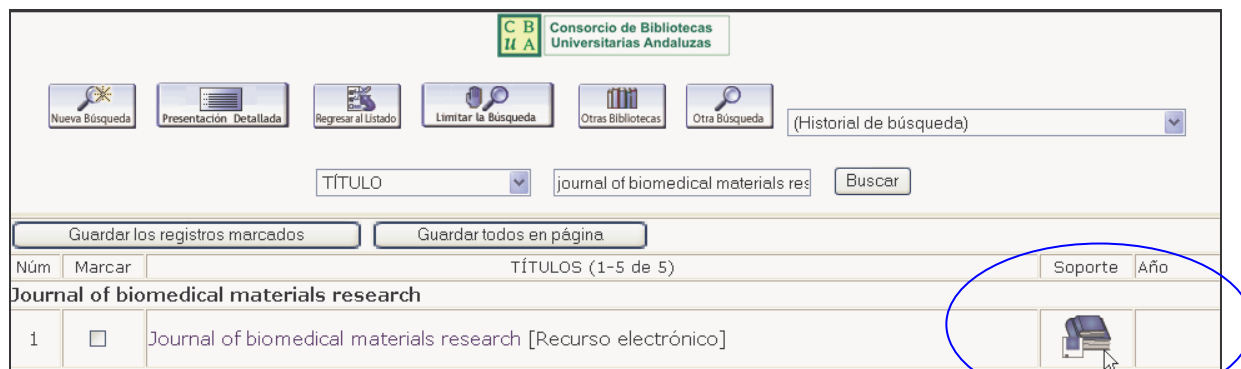 C B
U A
Consorcio de Bibliotecas
Universitarias Andaluzas
Nueva Búsqueda
Presentación Detallada
Regresar al Listado
Limitar la Búsqueda
Otras Bibliotecas
Otra Búsqueda
(Historial de búsqueda)
TÍTULO
journal of biomedical materials res
Buscar
Guardar los registros marcados
Guardar todos en página
Núm Marcar TÍTULOS (1-5 de 5) Soporte Año
Journal of biomedical materials research
1 Journal of biomedical materials research [Recurso electrónico]